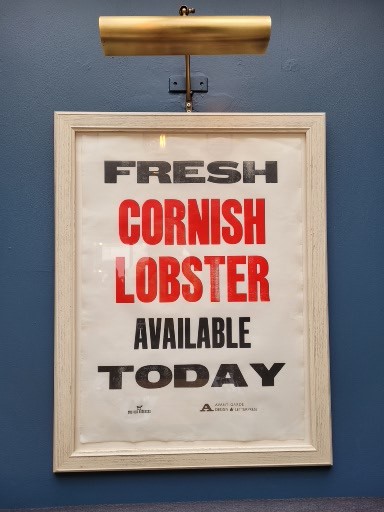 FRESH
CORNISH
LOBSTER
AVAILABLE
TODAY